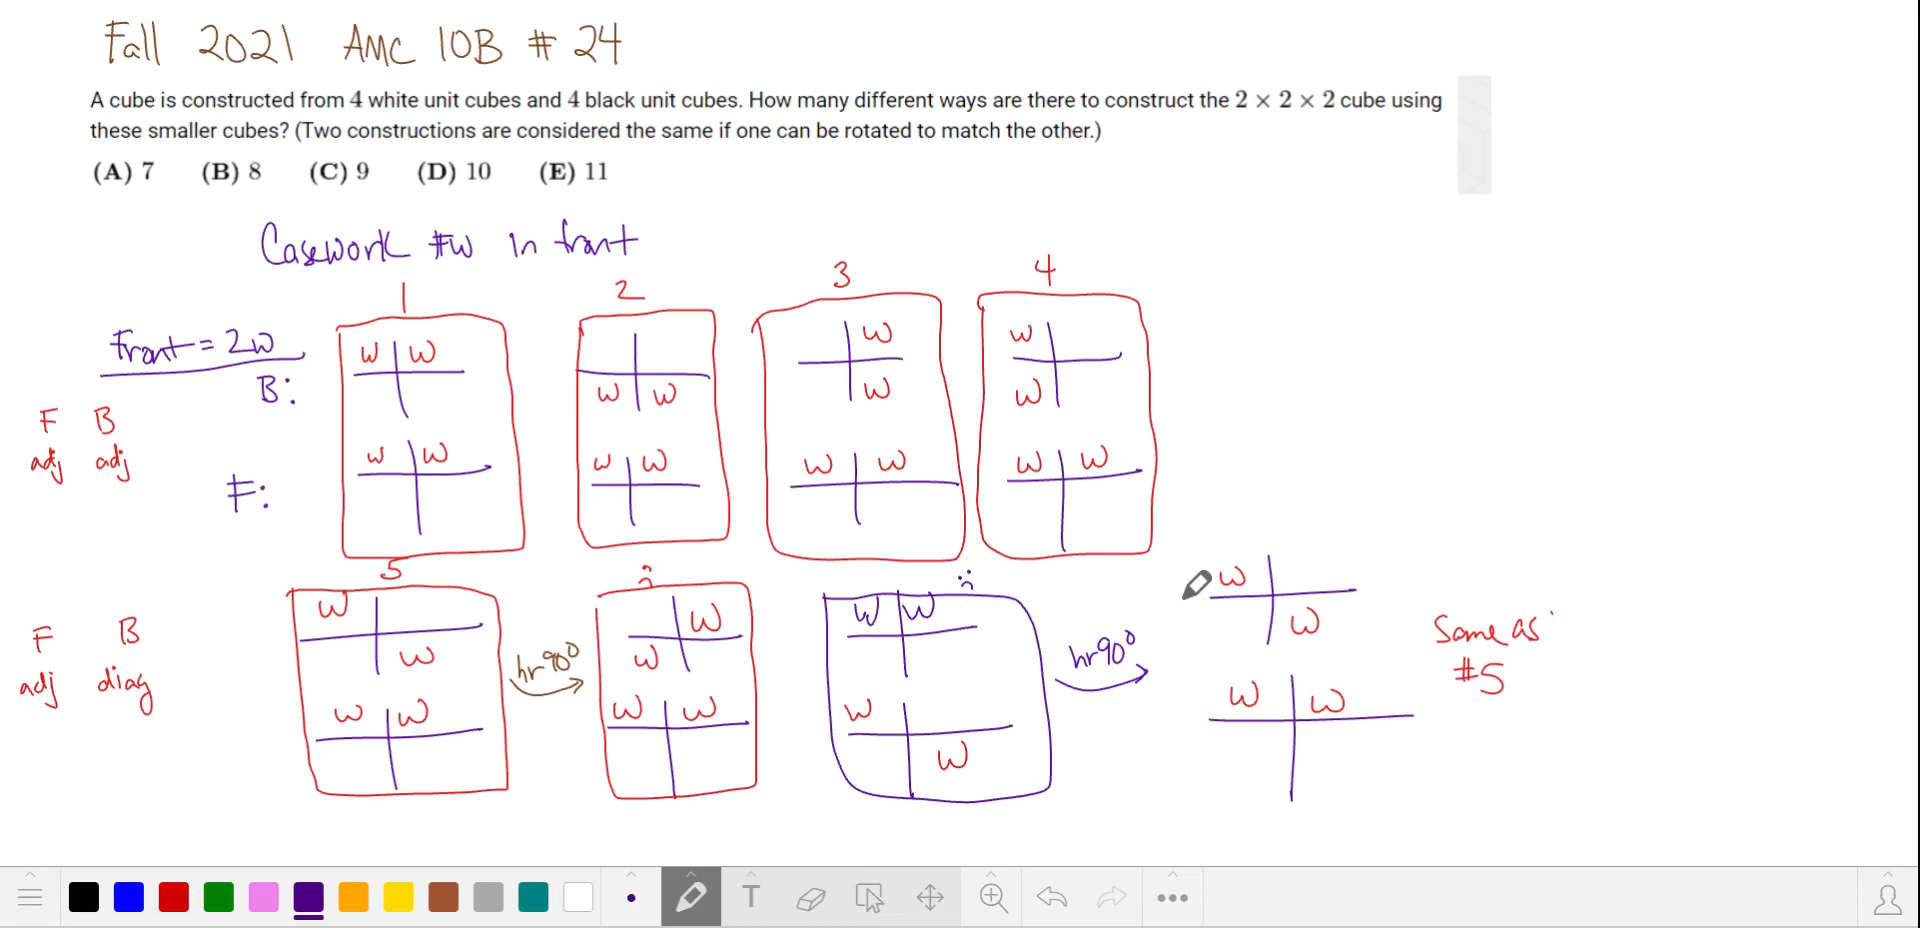 Fall 2021 AMC 10B # 24
A cube is constructed from 4 white unit cubes and 4 black unit cubes. How many different ways are there to construct the 2 × 2 × 2 cube using
these smaller cubes? (Two constructions are considered the same if one can be rotated to match the other.)
(A) 7 (B) 8 (C) 9 (D) 10 (E) 11
Casework #W in front
1 2 3 4
Front = 2W
B:
W W
W W
W
W
W
W
F B
adj adj
F:
W W
W W
W W
W W
5
F B
adj diag
W
W
W W
hr 90°
W
W
W W
W W
W
W
hr 90°
W
W
W W
Same as
#5
T